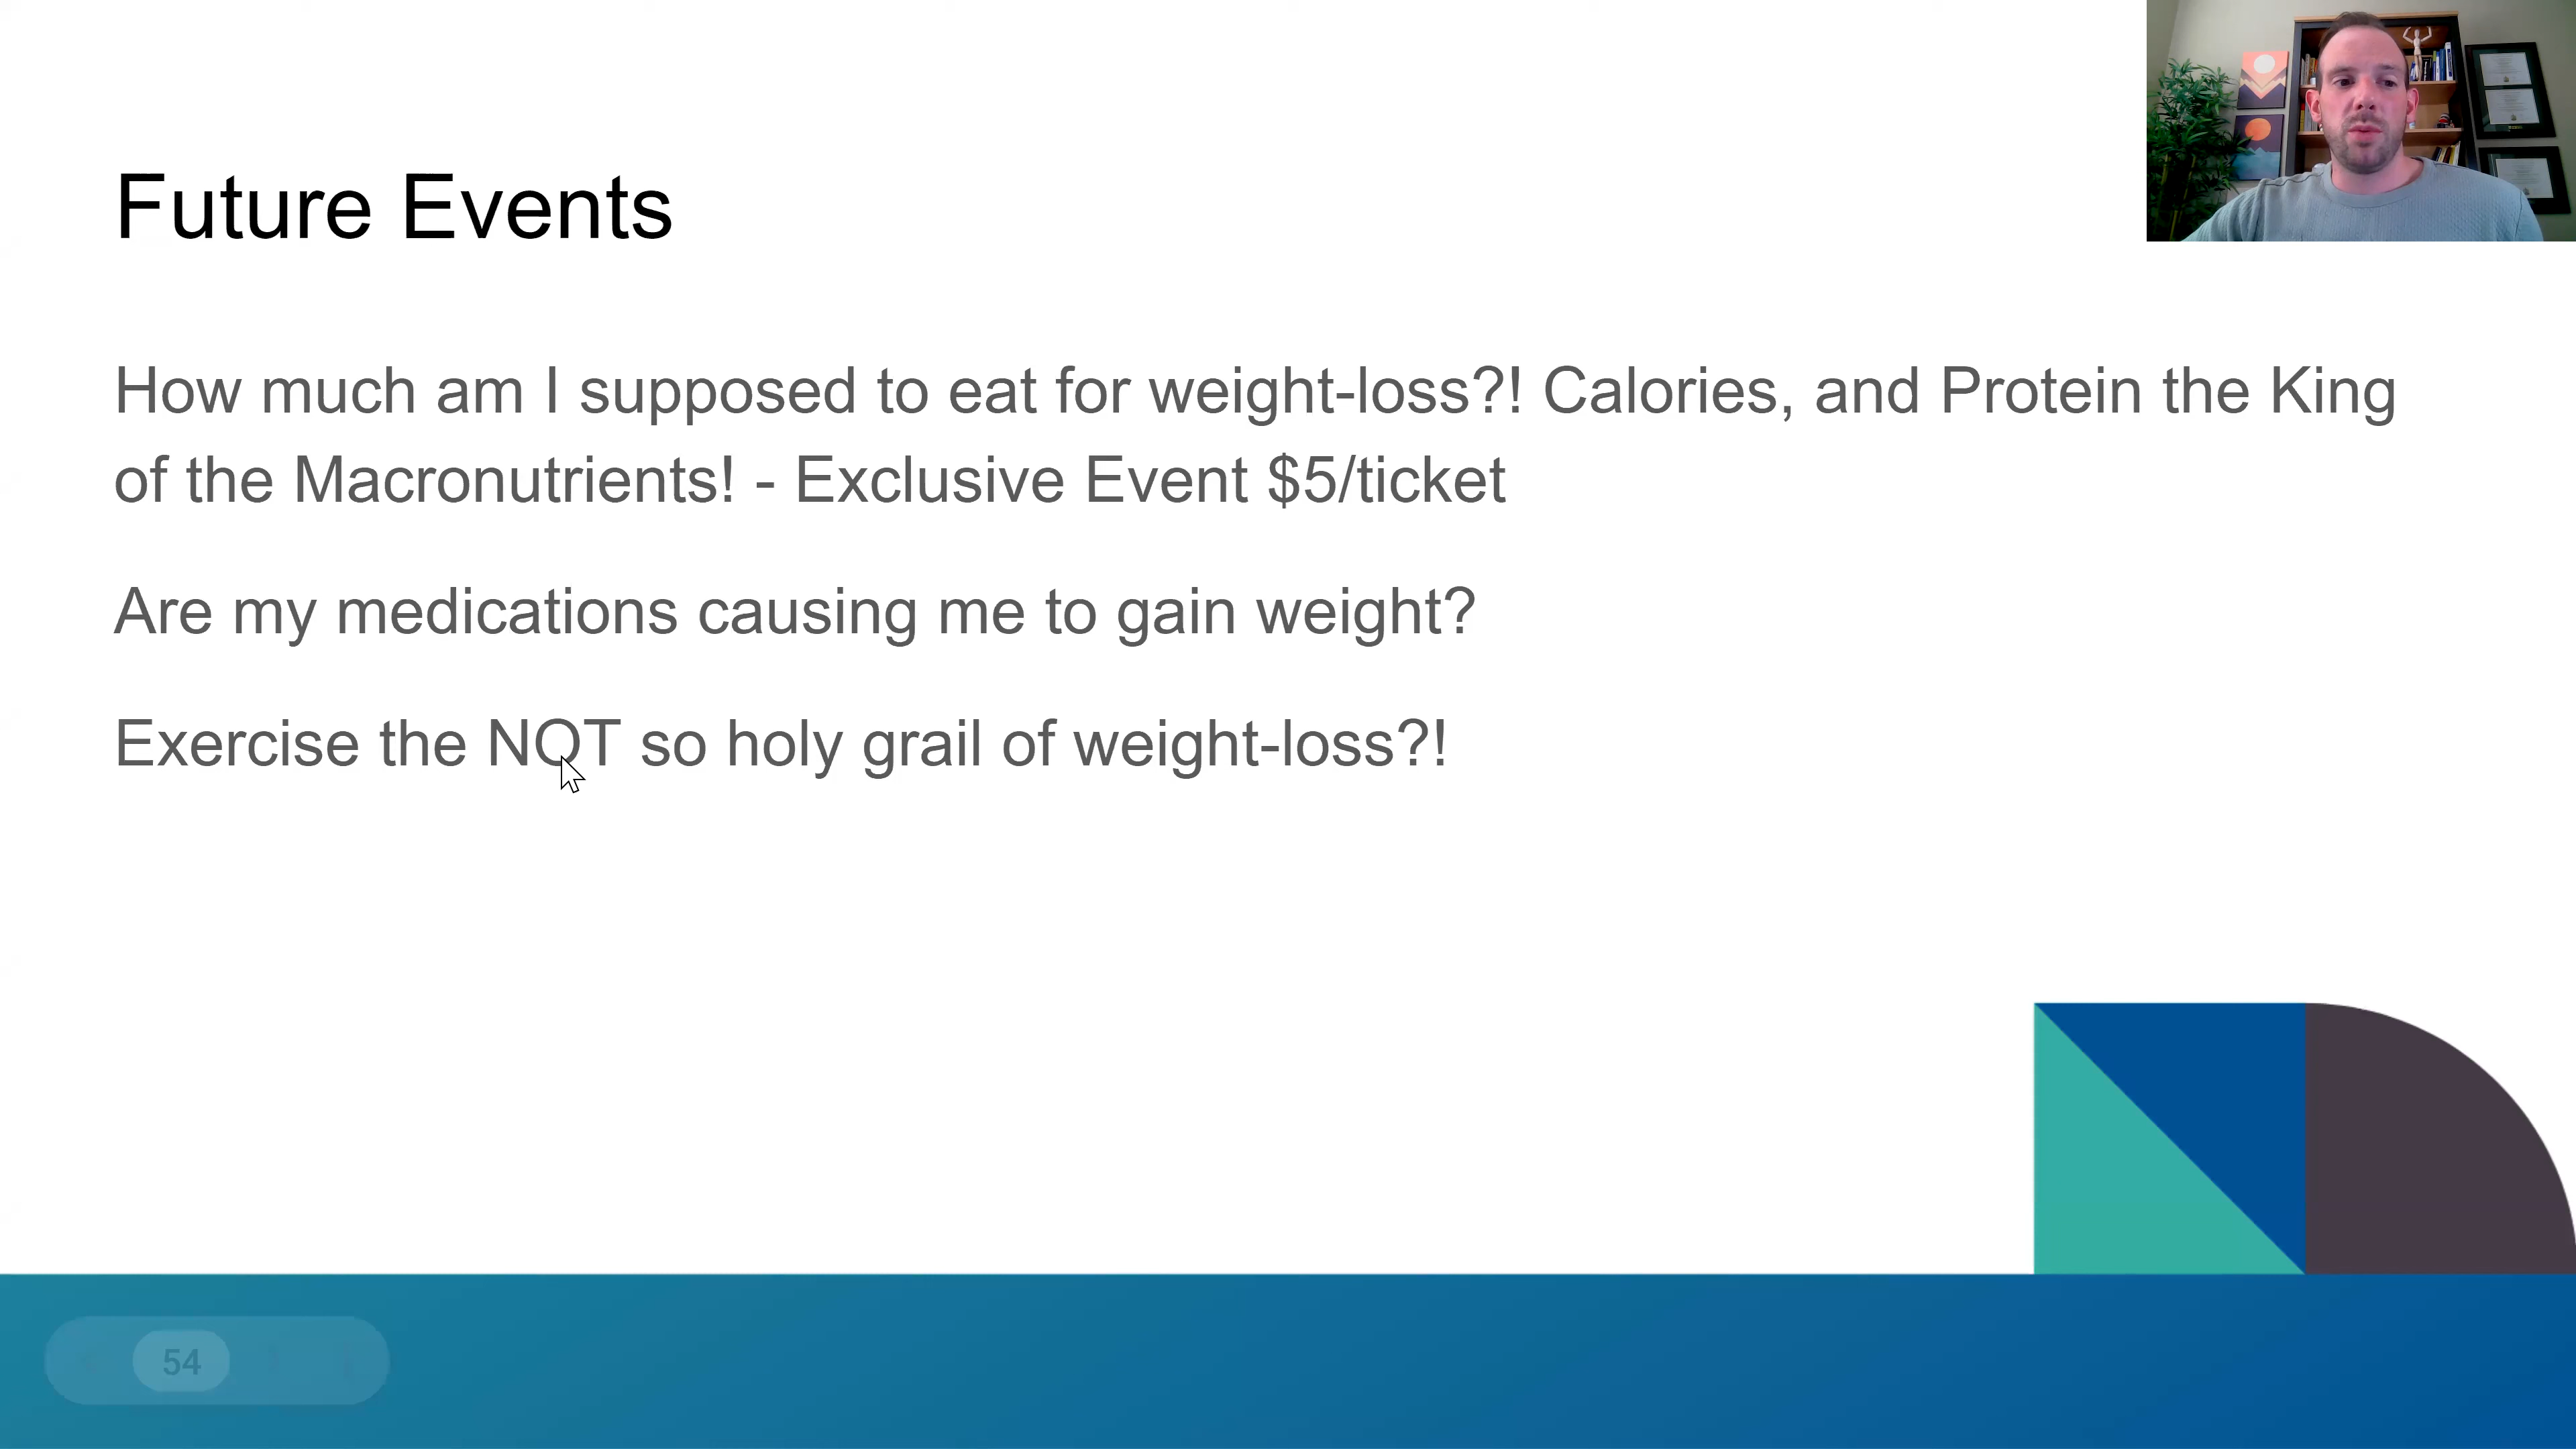 Future Events
How much am I supposed to eat for weight-loss?! Calories, and Protein the King
of the Macronutrients! - Exclusive Event $5/ticket
Are my medications causing me to gain weight?
Exercise the NOT so holy grail of weight-loss?!
54